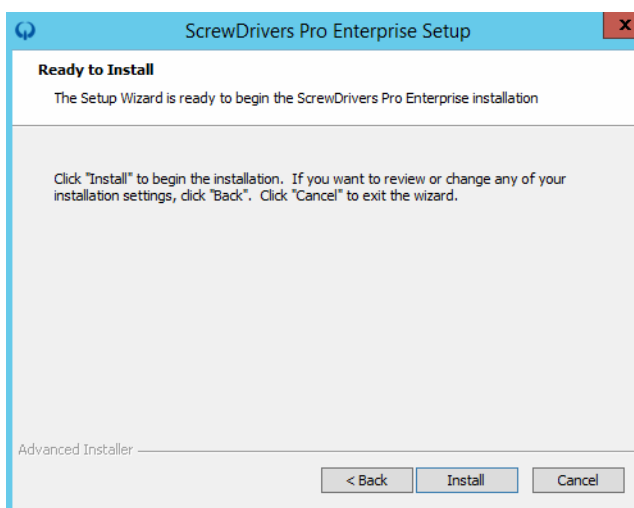 ScrewDrivers Pro Enterprise Setup
x
Ready to Install
The Setup Wizard is ready to begin the ScrewDrivers Pro Enterprise installation
Click "Install" to begin the installation. If you want to review or change any of your
installation settings, click "Back". Click "Cancel" to exit the wizard.
Advanced Installer
< Back
Install
Cancel